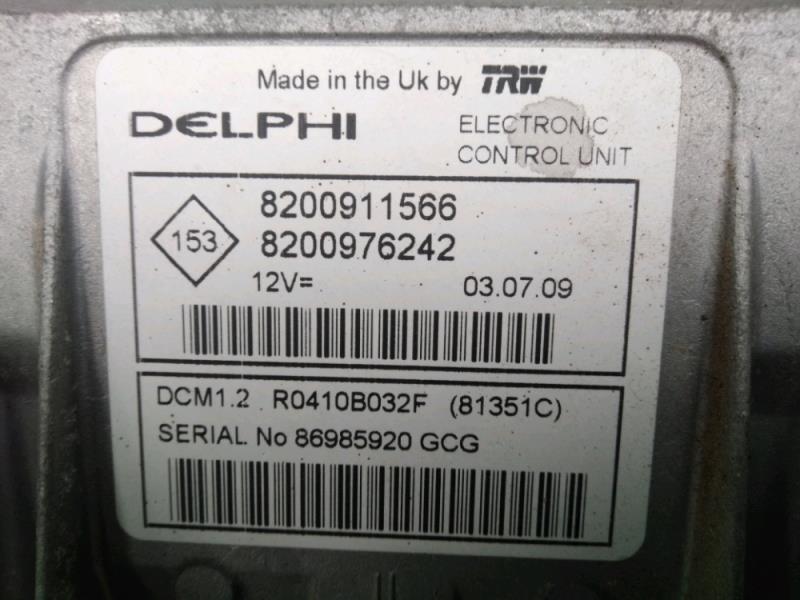 Made in the Uk by TRW
DELPHI
ELECTRONIC
CONTROL UNIT
153
8200911566
8200976242
12V=
03.07.09
DCM1.2 R0410B032F (81351C)
SERIAL No 86985920 GCG